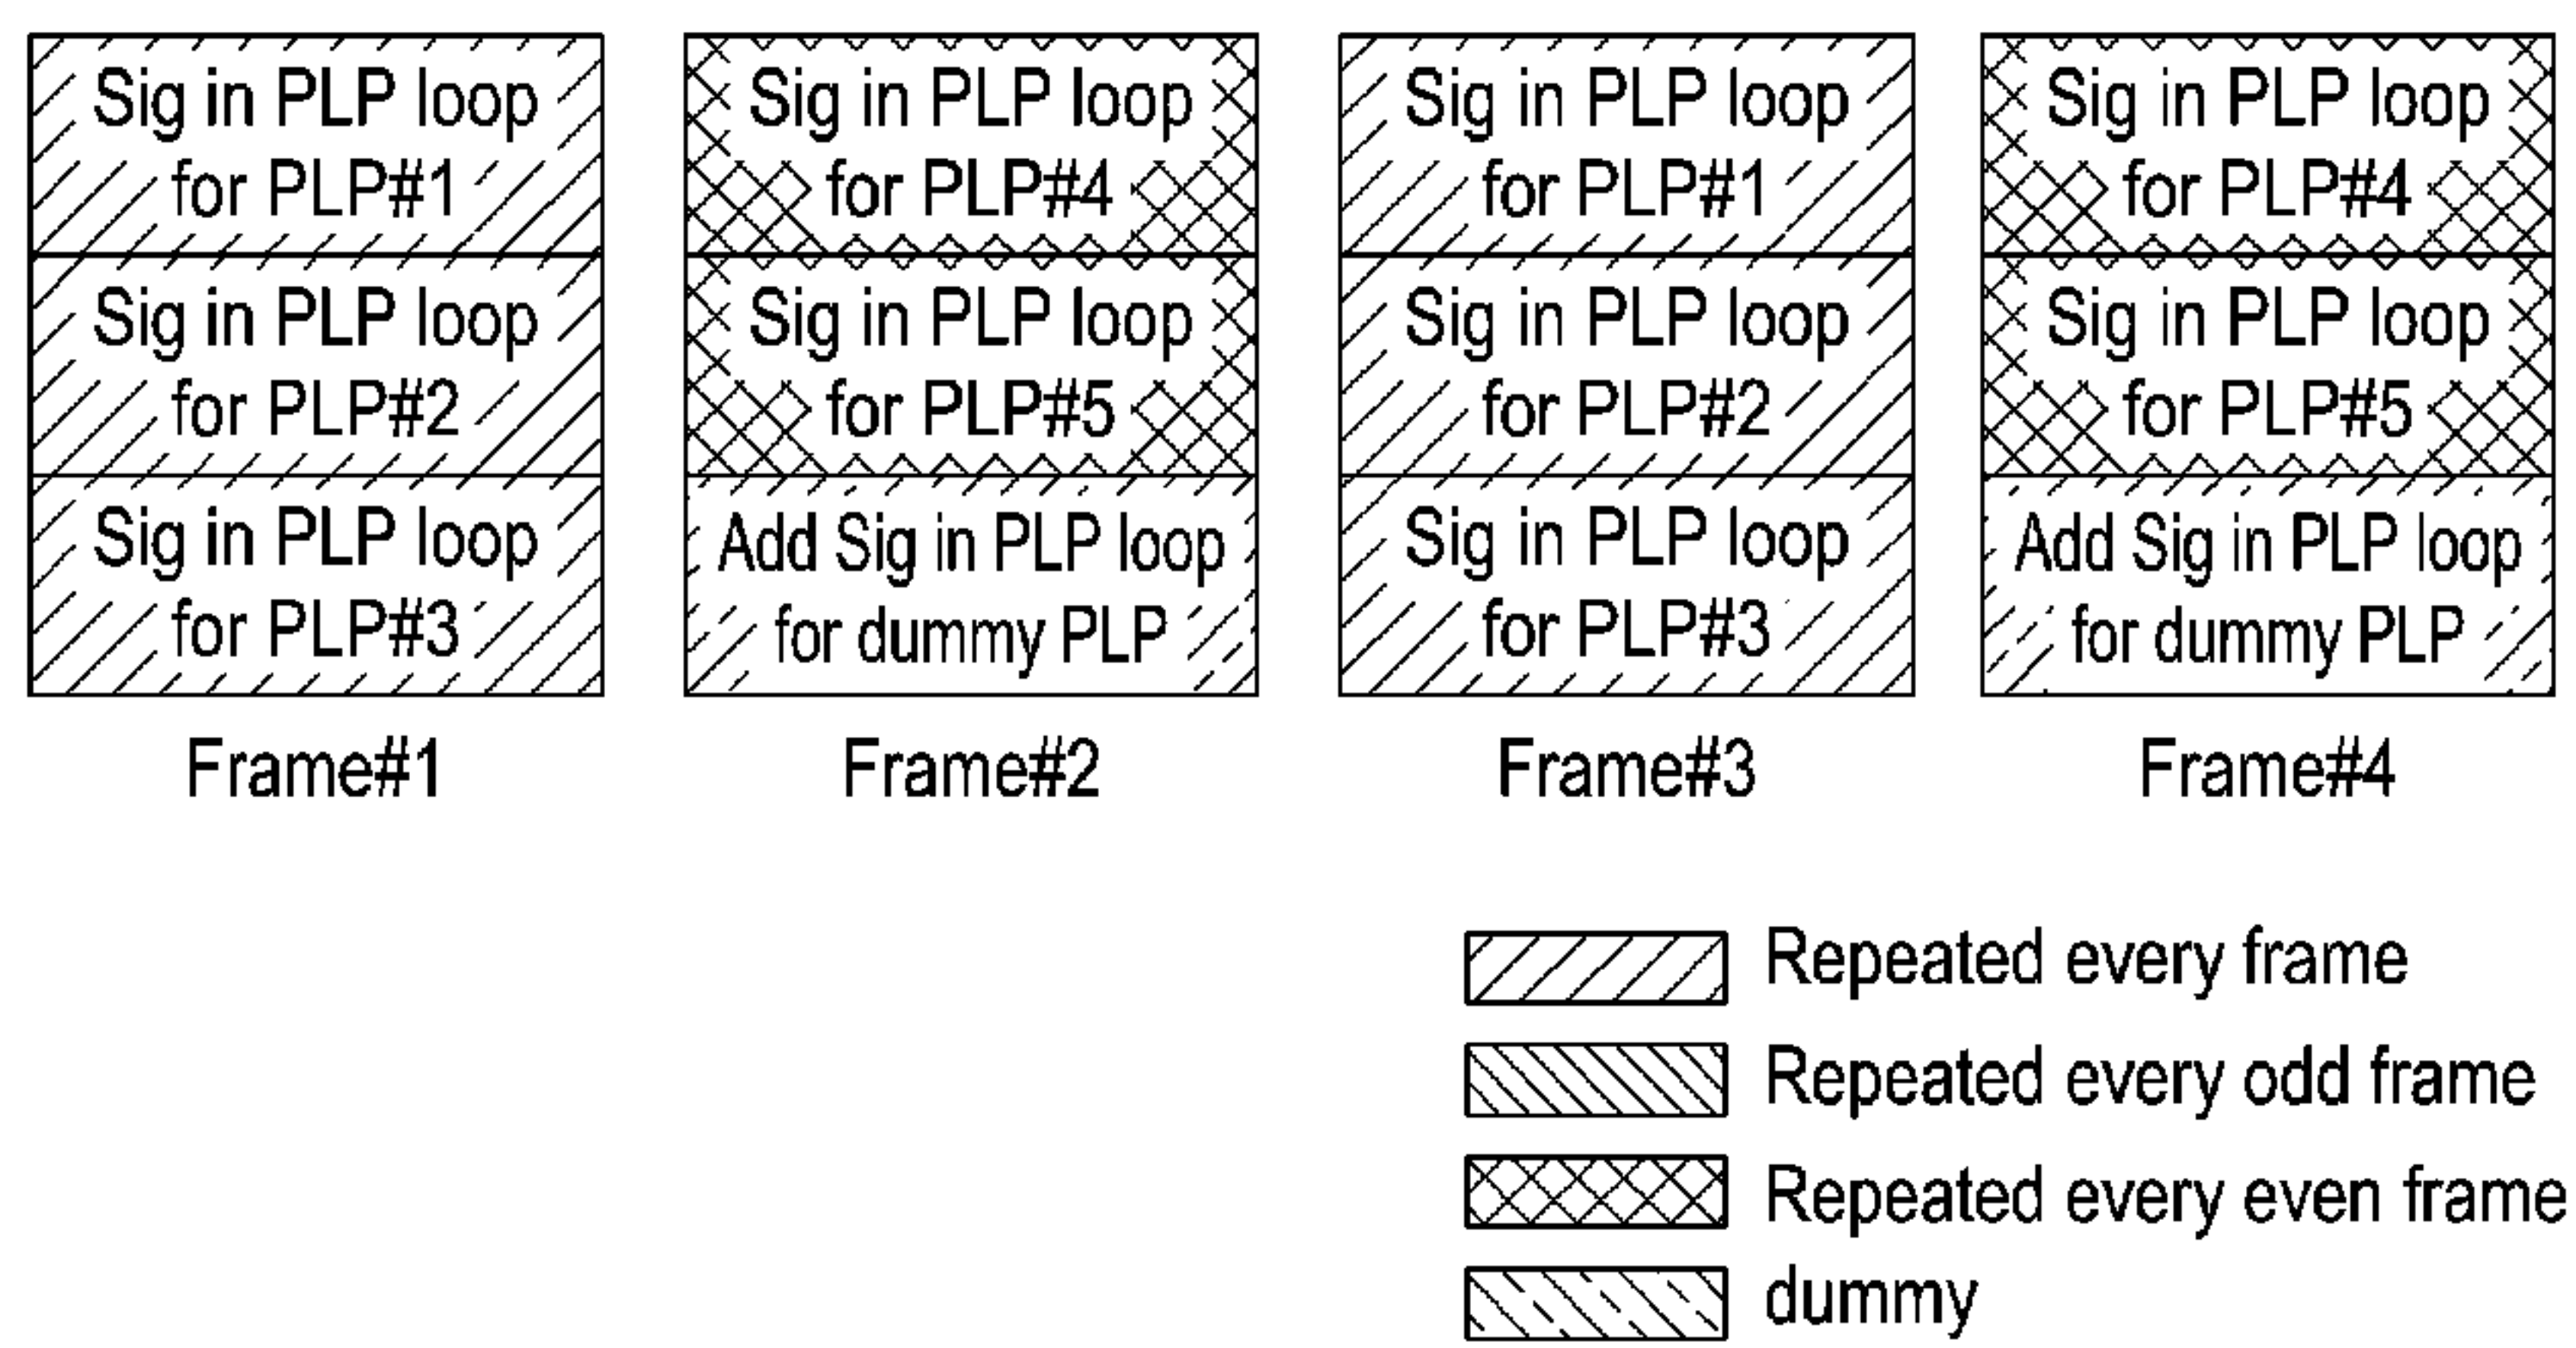 Sig in PLP loop
for PLP#1
Sig in PLP loop
for PLP#2
Sig in PLP loop
for PLP#3
Frame#1
Sig in PLP loop
for PLP#4
Sig in PLP loop
for PLP#5
Add Sig in PLP loop
for dummy PLP
Frame#2
Sig in PLP loop
for PLP#1
Sig in PLP loop
for PLP#2
Sig in PLP loop
for PLP#3
Frame#3
Sig in PLP loop
for PLP#4
Sig in PLP loop
for PLP#5
Add Sig in PLP loop
for dummy PLP
Frame#4
Repeated every frame
Repeated every odd frame
Repeated every even frame
dummy